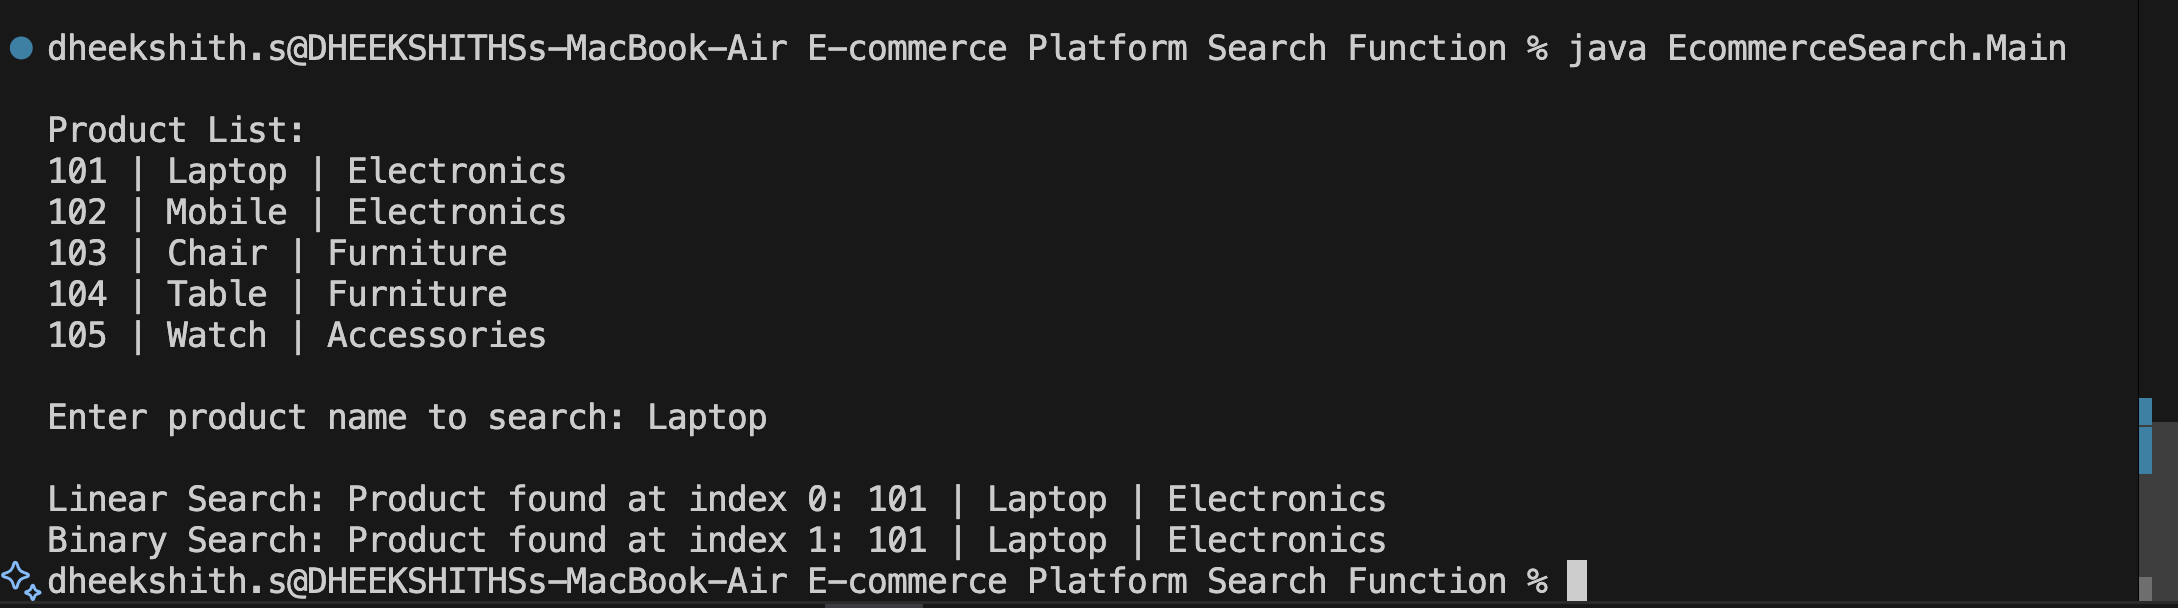 dheekshith.s@DHEEKSHITHSs-MacBook-Air E-commerce Platform Search Function % java EcommerceSearch.Main
Product List:
101 | Laptop | Electronics
102 | Mobile | Electronics
103 | Chair | Furniture
104 | Table | Furniture
105 | Watch | Accessories
Enter product name to search: Laptop
Linear Search: Product found at index 0: 101 | Laptop | Electronics
Binary Search: Product found at index 1: 101 | Laptop | Electronics
dheekshith.s@DHEEKSHITHSs-MacBook-Air E-commerce Platform Search Function %